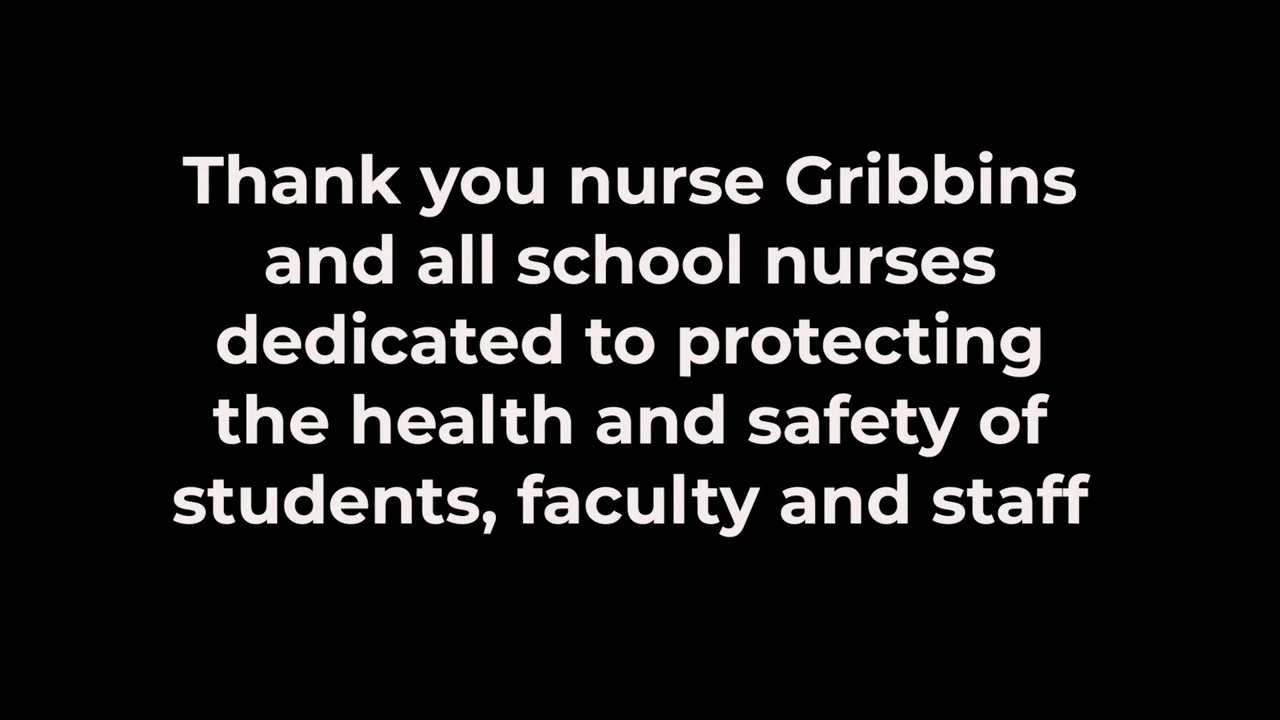 Thank you nurse Gribbins
and all school nurses
dedicated to protecting
the health and safety of
students, faculty and staff